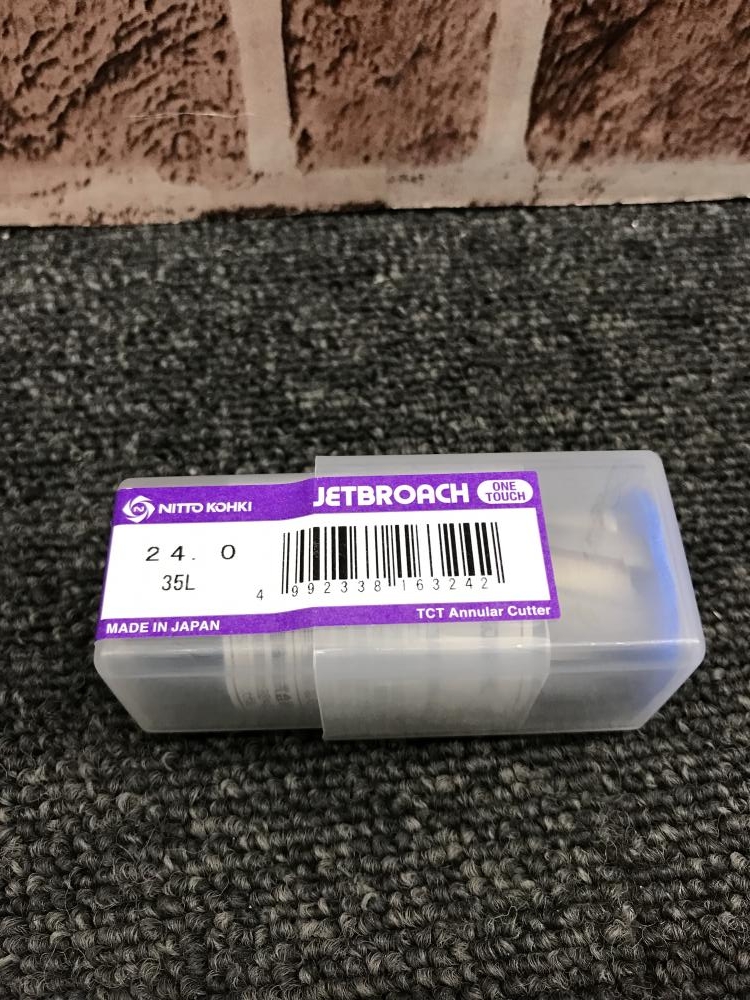 NITTO KOHKI
JETBROACH
ONE
TOUCH
24.0
35L
4 992338 163242
MADE IN JAPAN
TCT Annular Cutter